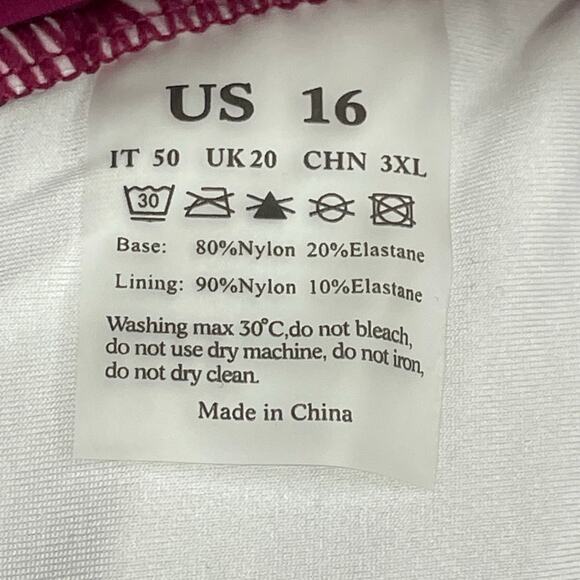 US 16
IT 50 UK 20 CHN 3XL
30
Base: 80%Nylon 20%Elastane
Lining: 90%Nylon 10%Elastane
Washing max 30°C,do not bleach,
do not use dry machine, do not iron,
do not dry clean.
Made in China